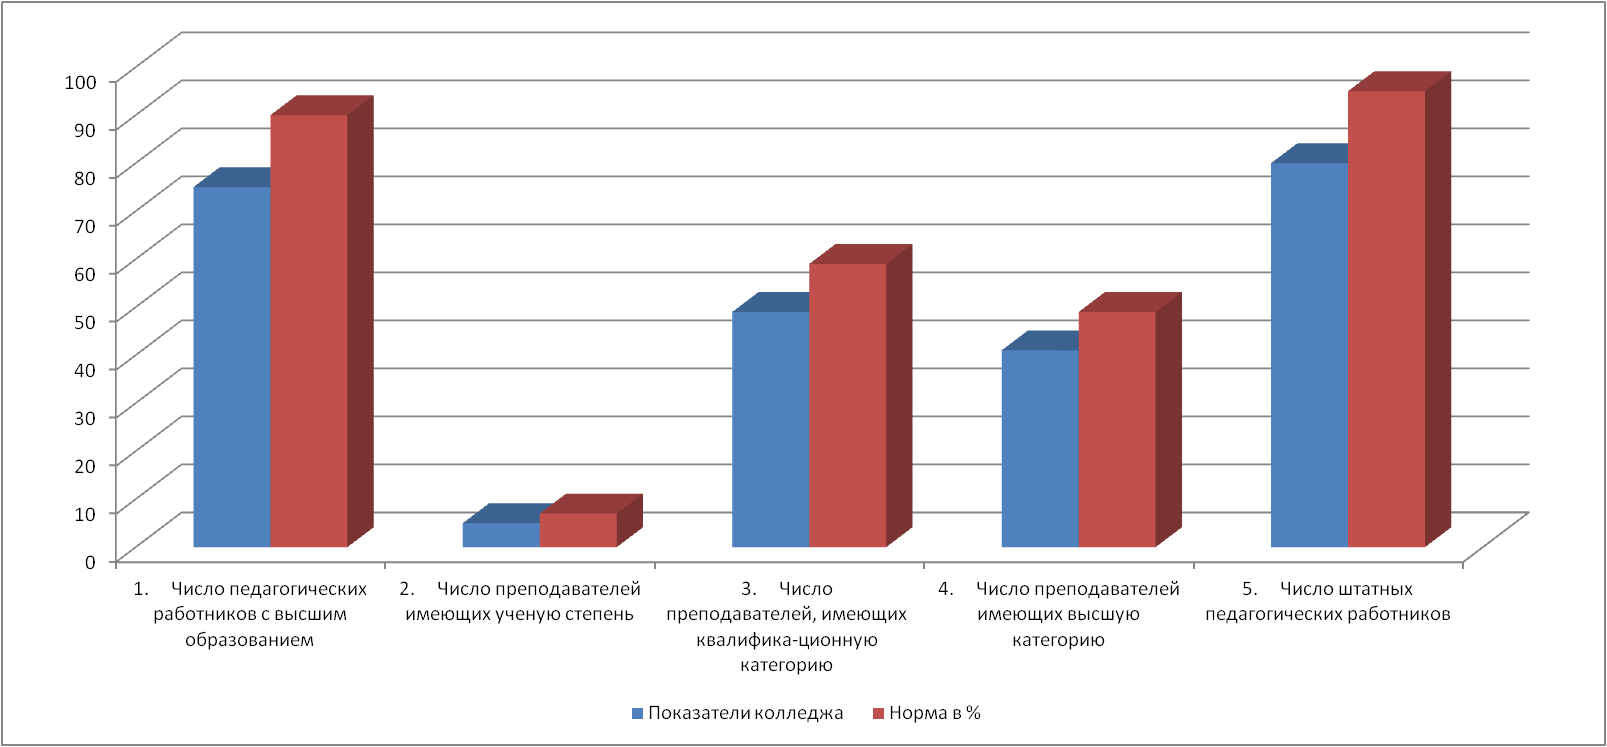 100
90
80
70
60
50
40
30
20
10
0
1. Число педагогических
работников с высшим
образованием
2. Число преподавателей
имеющих ученую степень
3. Число
преподавателей, имеющих
квалифика-ционную
категорию
4. Число преподавателей
имеющих высшую
категорию
5. Число штатных
педагогических работников
Показатели колледжа
Норма в %